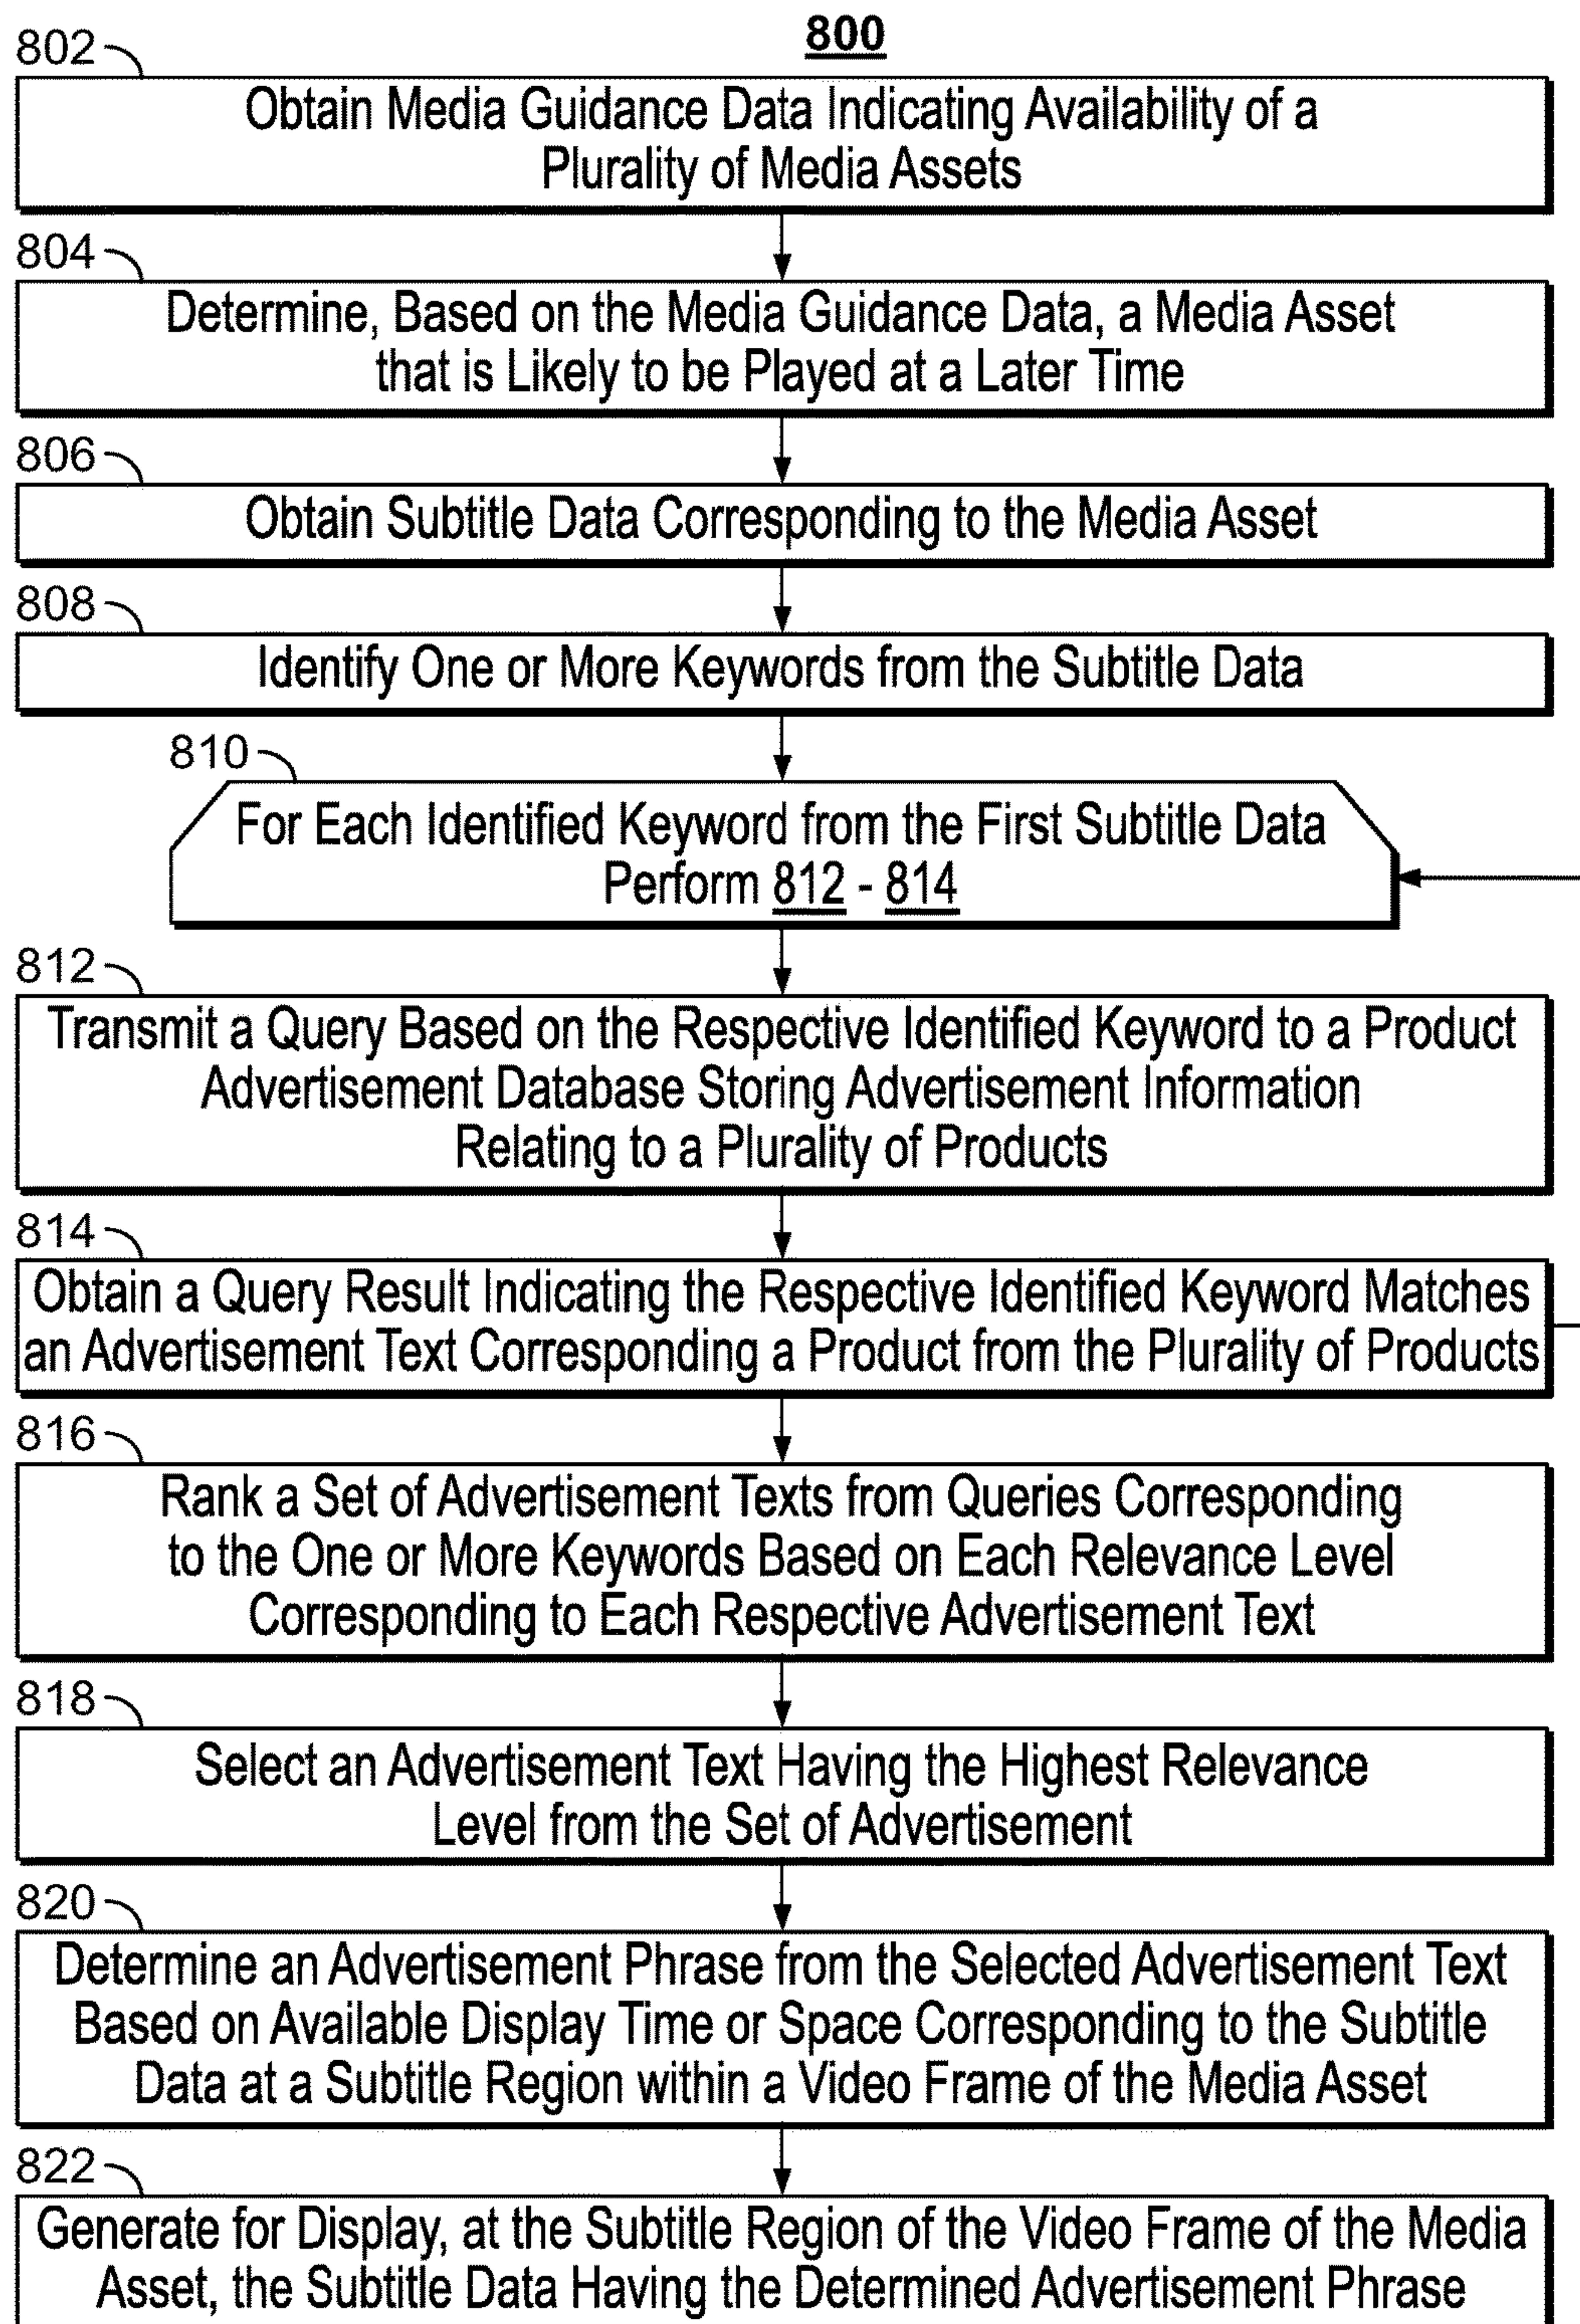 800
802
Obtain Media Guidance Data Indicating Availability of a
Plurality of Media Assets
804
Determine, Based on the Media Guidance Data, a Media Asset
that is Likely to be Played at a Later Time
806
Obtain Subtitle Data Corresponding to the Media Asset
808
Identify One or More Keywords from the Subtitle Data
810
For Each Identified Keyword from the First Subtitle Data
Perform 812 - 814
812
Transmit a Query Based on the Respective Identified Keyword to a Product
Advertisement Database Storing Advertisement Information
Relating to a Plurality of Products
814
Obtain a Query Result Indicating the Respective Identified Keyword Matches
an Advertisement Text Corresponding a Product from the Plurality of Products
816
Rank a Set of Advertisement Texts from Queries Corresponding
to the One or More Keywords Based on Each Relevance Level
Corresponding to Each Respective Advertisement Text
818
Select an Advertisement Text Having the Highest Relevance
Level from the Set of Advertisement
820
Determine an Advertisement Phrase from the Selected Advertisement Text
Based on Available Display Time or Space Corresponding to the Subtitle
Data at a Subtitle Region within a Video Frame of the Media Asset
822
Generate for Display, at the Subtitle Region of the Video Frame of the Media
Asset, the Subtitle Data Having the Determined Advertisement Phrase